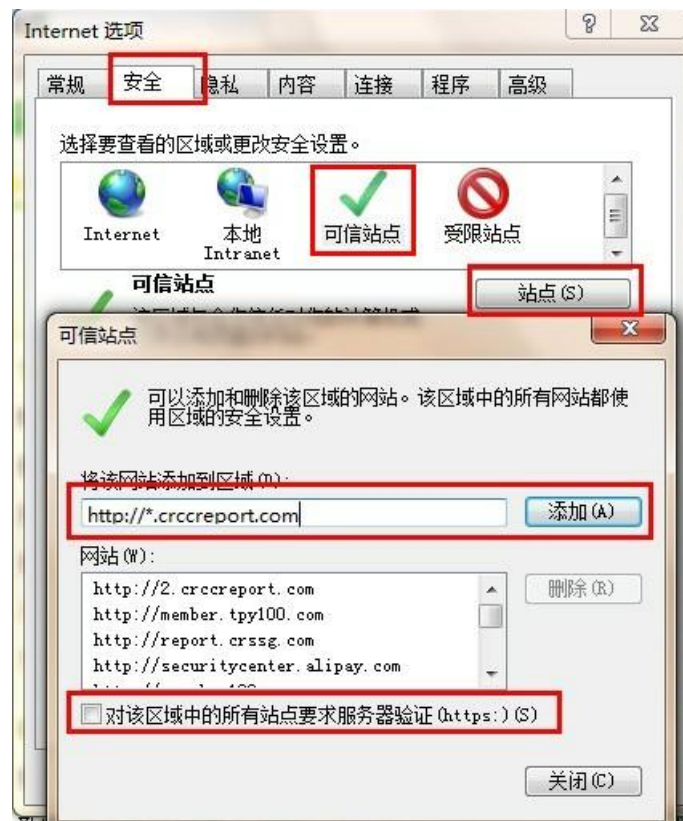 Internet 选项
常规 安全 隐私 内容 连接 程序 高级
选择要查看的区域或更改安全设置。
Internet 本地 Intranet 可信站点 受限站点
可信站点
站点(S)
可信站点
可以添加和删除该区域的网站。该区域中的所有网站都使
用区域的安全设置。
将该网站添加到区域(D):
http://*.crccreport.com 添加(A)
网站(W):
http://2.crccreport.com 删除(R)
http://member.tpy100.com
http://report.crssg.com
http://securitycenter.alipay.com
对该区域中的所有站点要求服务器验证(https:)(S)
关闭(C)